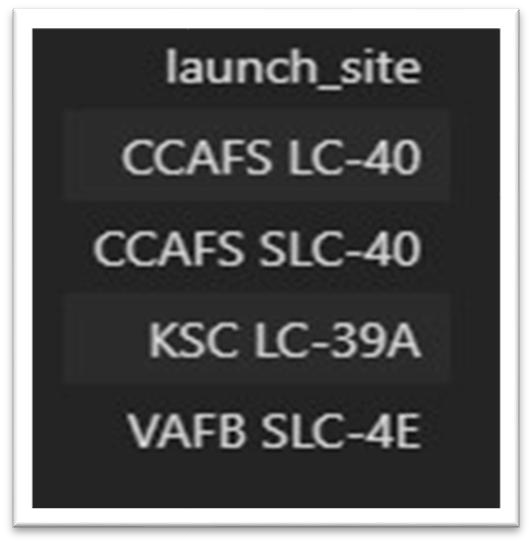 launch_site
CCAFS LC-40
CCAFS SLC-40
KSC LC-39A
VAFB SLC-4E